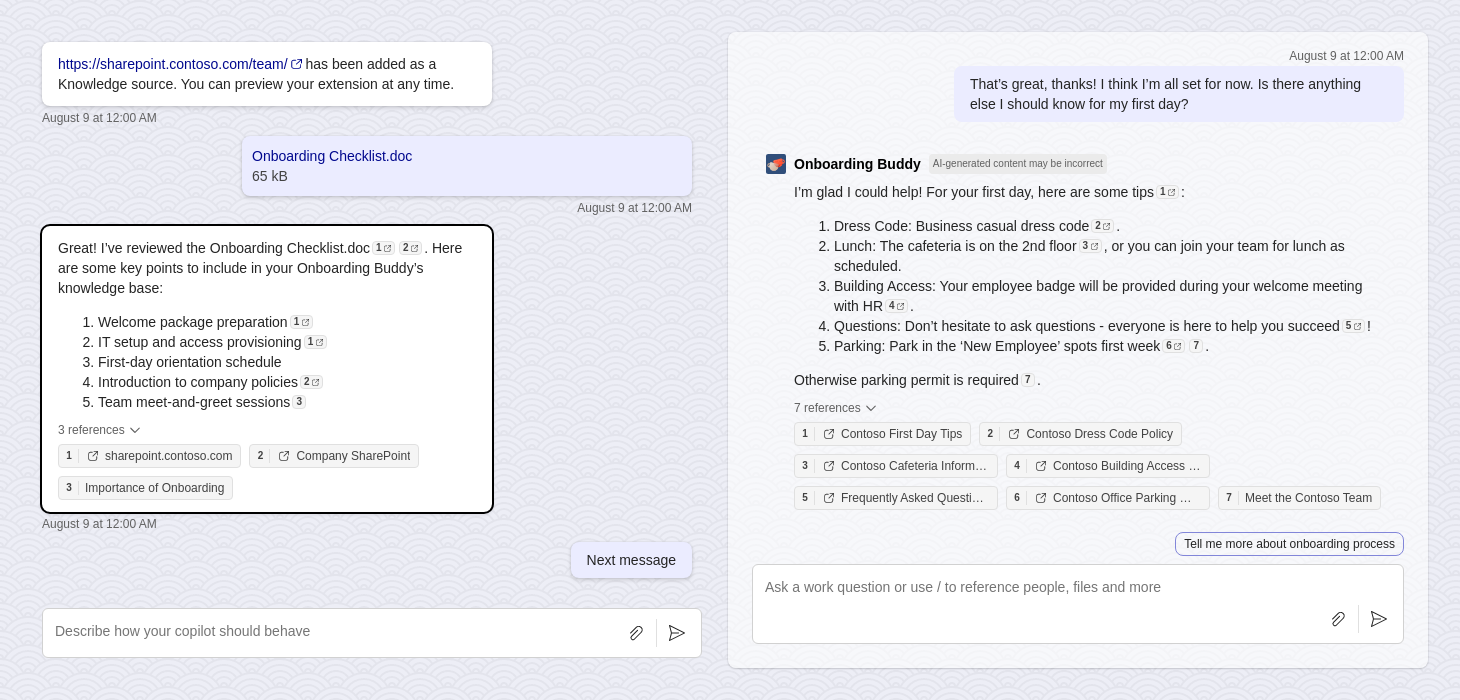 https://sharepoint.contoso.com/team/ has been added as a
Knowledge source. You can preview your extension at any time.
August 9 at 12:00 AM
Onboarding Checklist.doc
65 kB
August 9 at 12:00 AM
Great! I've reviewed the Onboarding Checklist.doc 1 2 . Here
are some key points to include in your Onboarding Buddy's
knowledge base:
1. Welcome package preparation 1
2. IT setup and access provisioning 1
3. First-day orientation schedule
4. Introduction to company policies 2
5. Team meet-and-greet sessions 3
3 references
1 sharepoint.contoso.com 2 Company SharePoint
3 Importance of Onboarding
August 9 at 12:00 AM
Next message
Describe how your copilot should behave
August 9 at 12:00 AM
That's great, thanks! I think I'm all set for now. Is there anything
else I should know for my first day?
Onboarding Buddy AI-generated content may be incorrect
I'm glad I could help! For your first day, here are some tips 1 :
1. Dress Code: Business casual dress code 2 .
2. Lunch: The cafeteria is on the 2nd floor 3 , or you can join your team for lunch as
scheduled.
3. Building Access: Your employee badge will be provided during your welcome meeting
with HR 4 .
4. Questions: Don't hesitate to ask questions - everyone is here to help you succeed 5 !
5. Parking: Park in the 'New Employee' spots first week 6 7 .
Otherwise parking permit is required 7 .
7 references
1 Contoso First Day Tips 2 Contoso Dress Code Policy
3 Contoso Cafeteria Inform… 4 Contoso Building Access …
5 Frequently Asked Questi… 6 Contoso Office Parking … 7 Meet the Contoso Team
Tell me more about onboarding process
Ask a work question or use / to reference people, files and more